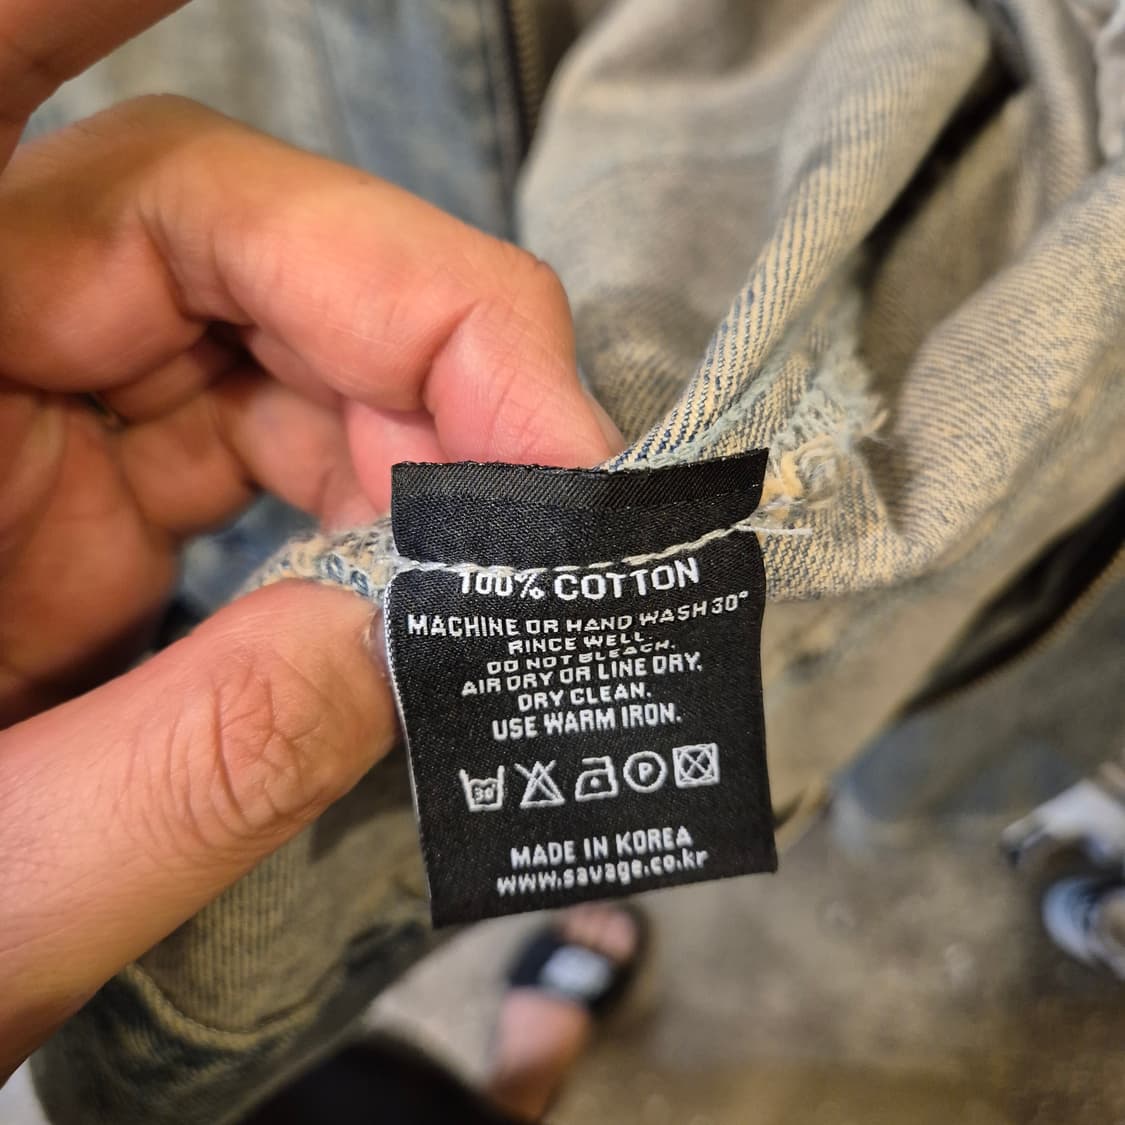 100% COTTON
MACHINE OR HAND WASH 30°
RINCE WELL.
DO NOT BLEACH.
AIR DRY OR LINE DRY,
DRY CLEAN.
USE WARM IRON.
30°
P
MADE IN KOREA
www.savage.co.kr